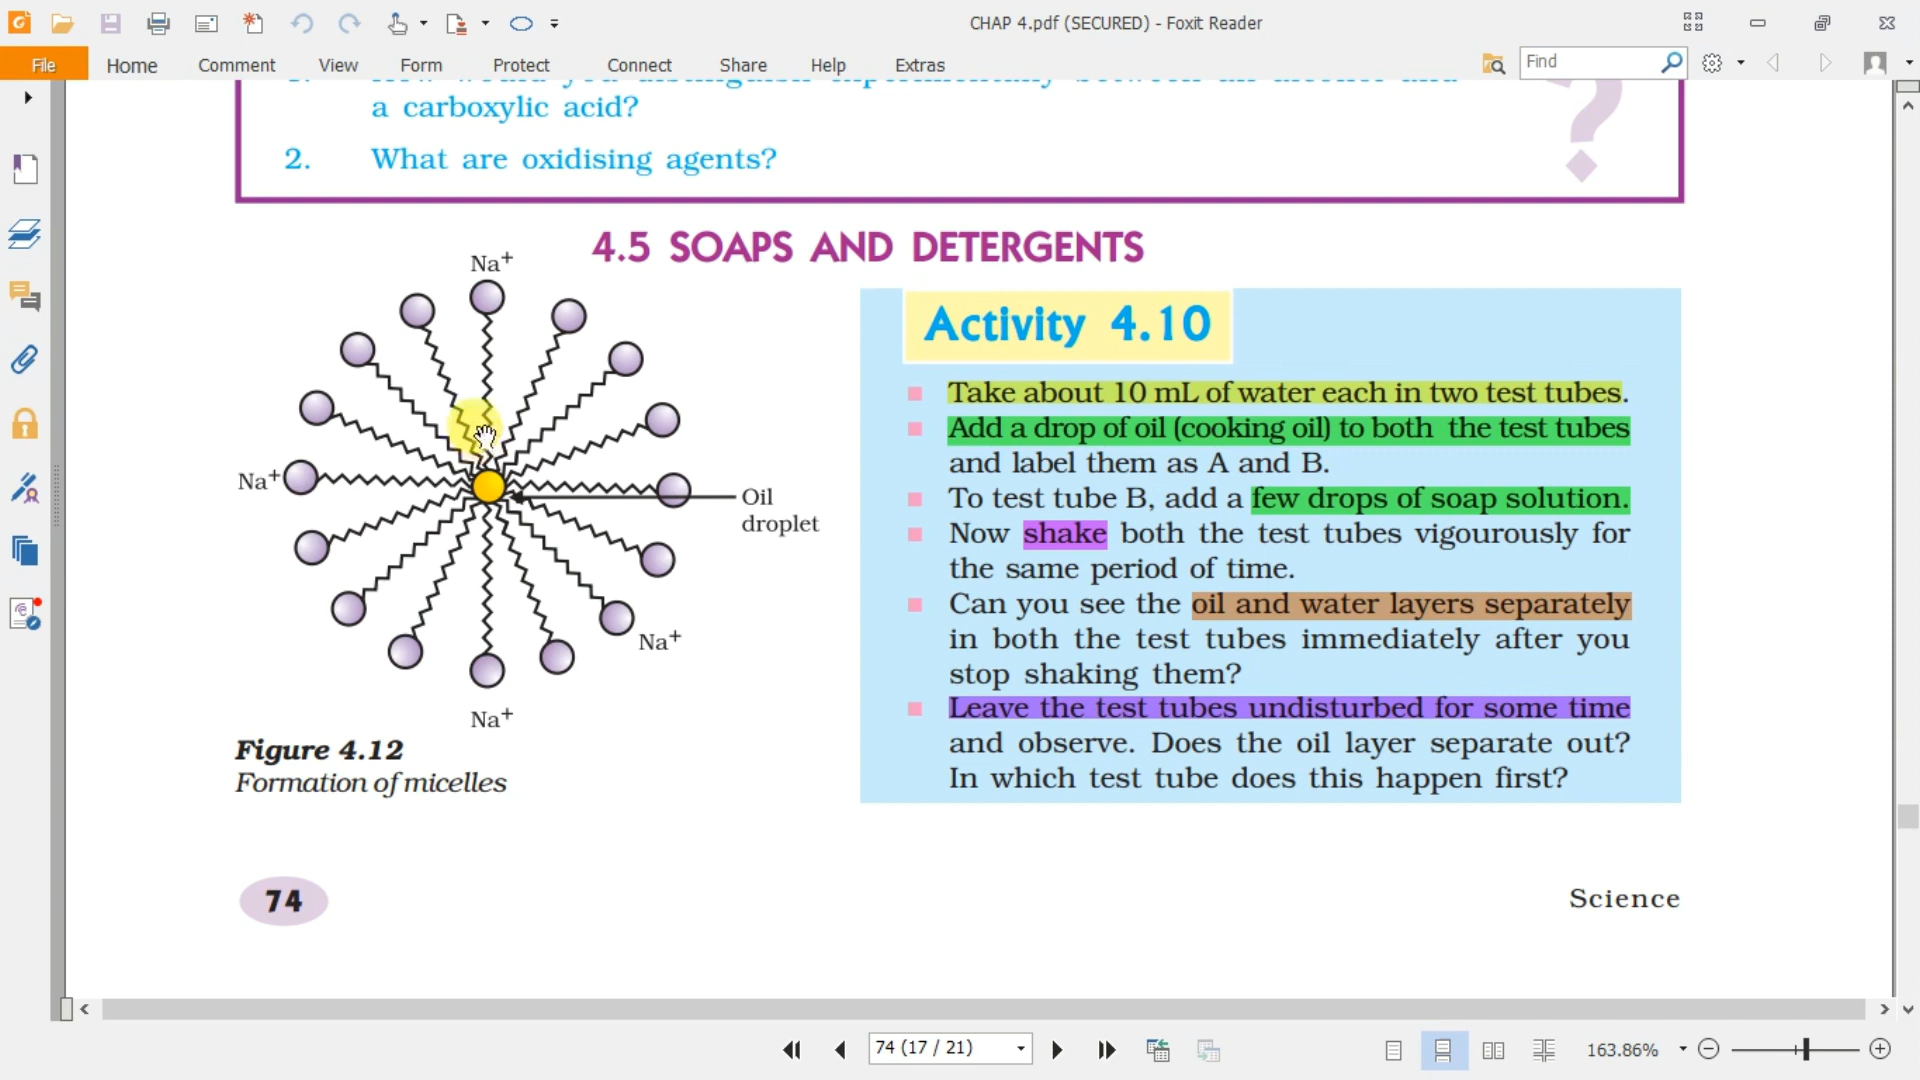 CHAP 4.pdf (SECURED) - Foxit Reader
File Home Comment View Form Protect Connect Share Help Extras
Find
a carboxylic acid?
2. What are oxidising agents?
4.5 SOAPS AND DETERGENTS
Na+
Na+
Oil
droplet
Na+
Na+
Figure 4.12
Formation of micelles
Activity 4.10
Take about 10 mL of water each in two test tubes.
Add a drop of oil (cooking oil) to both the test tubes
and label them as A and B.
To test tube B, add a few drops of soap solution.
Now shake both the test tubes vigourously for
the same period of time.
Can you see the oil and water layers separately
in both the test tubes immediately after you
stop shaking them?
Leave the test tubes undisturbed for some time
and observe. Does the oil layer separate out?
In which test tube does this happen first?
74
Science
74 (17 / 21)
163.86%